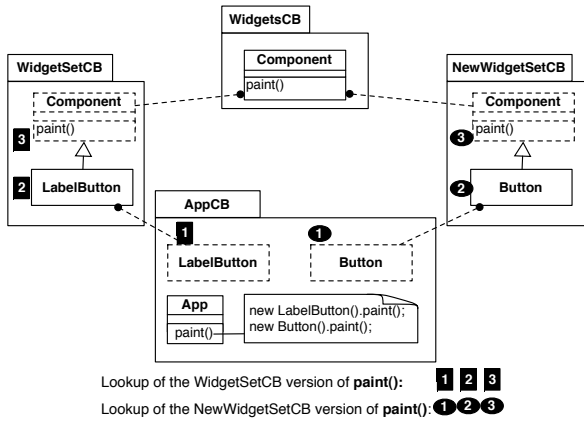 WidgetsCB
Component
paint()
WidgetSetCB
Component
paint()
3
2
LabelButton
NewWidgetSetCB
Component
paint()
3
2
Button
AppCB
1
LabelButton
1
Button
App
paint()
new LabelButton().paint();
new Button().paint();
Lookup of the WidgetSetCB version of paint(): 1 2 3
Lookup of the NewWidgetSetCB version of paint(): 1 2 3